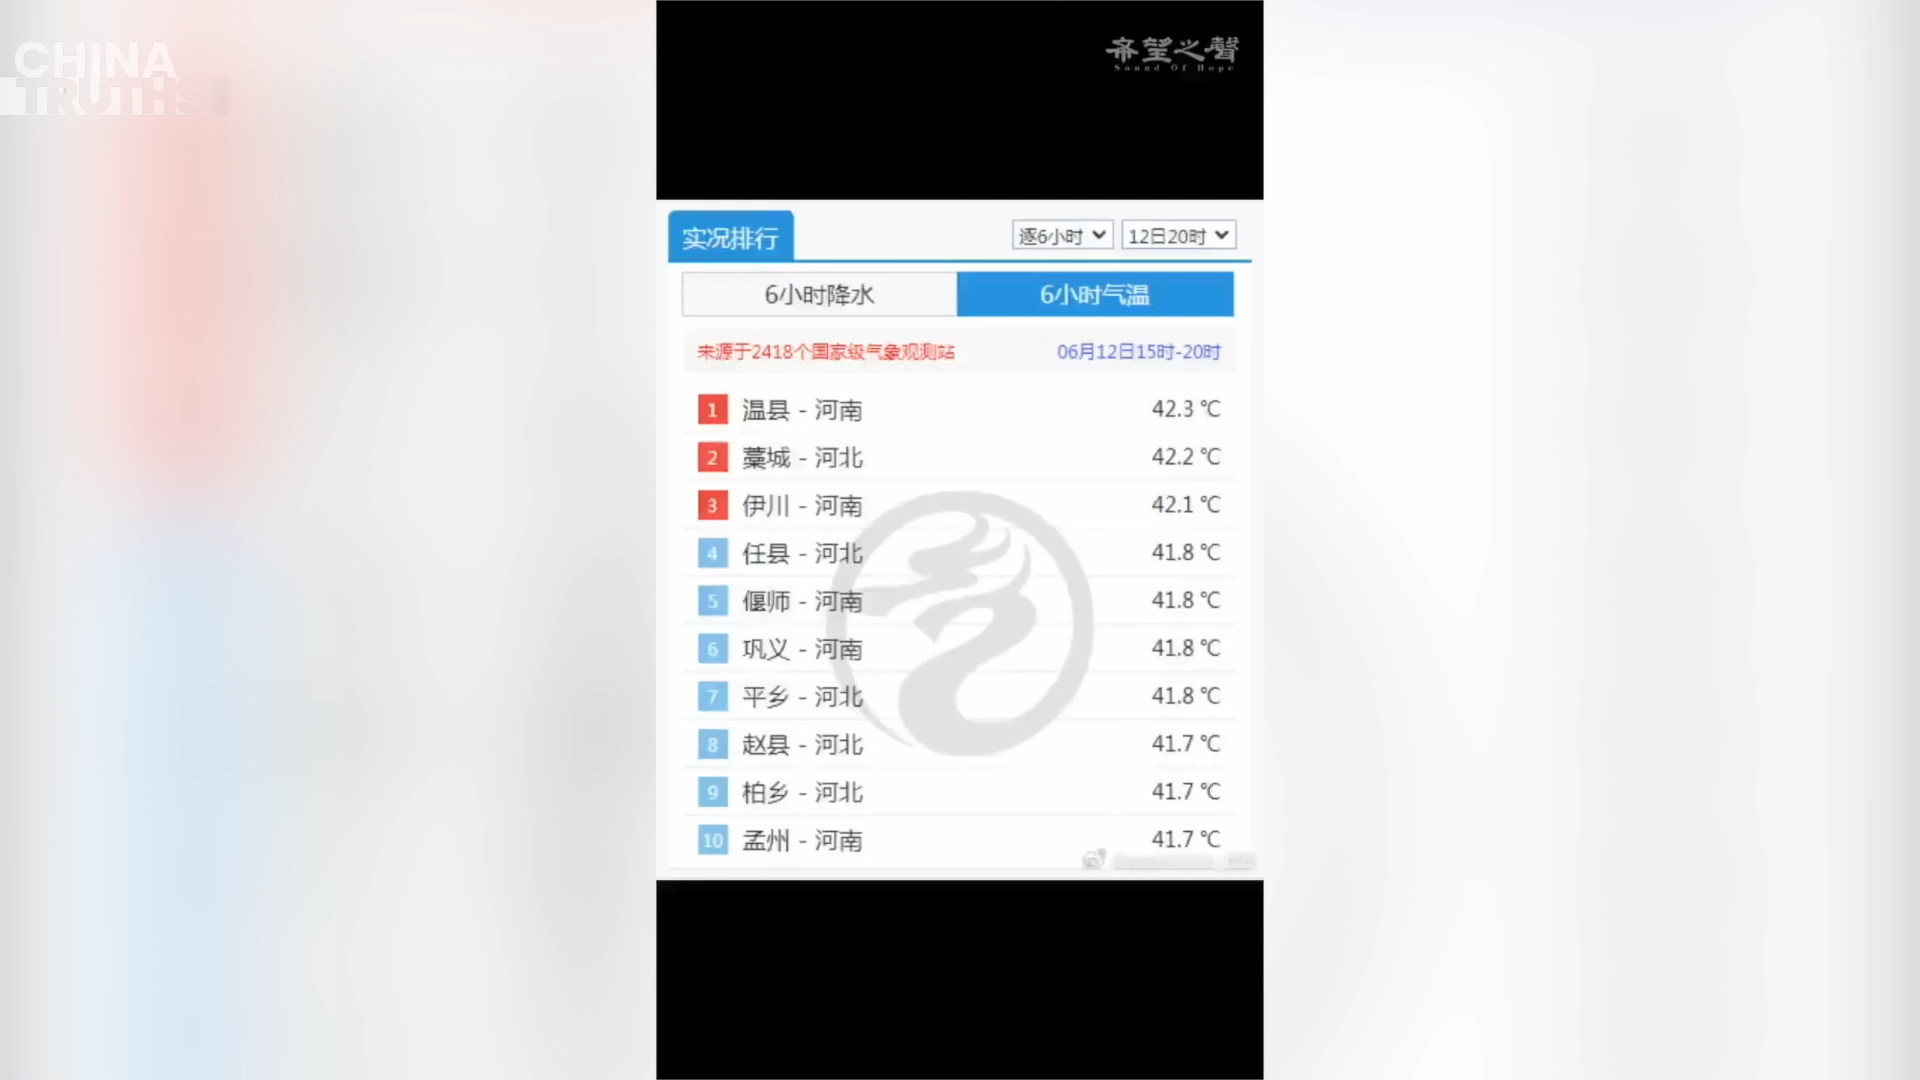 CHINA
TRUTHS
希望之聲
Sound Of Hope
实况排行
逐6小时
12日20时
6小时降水
6小时气温
来源于2418个国家级气象观测站
06月12日15时-20时
1 温县 - 河南 42.3 ℃
2 藁城 - 河北 42.2 ℃
3 伊川 - 河南 42.1 ℃
4 任县 - 河北 41.8 ℃
5 偃师 - 河南 41.8 ℃
6 巩义 - 河南 41.8 ℃
7 平乡 - 河北 41.8 ℃
8 赵县 - 河北 41.7 ℃
9 柏乡 - 河北 41.7 ℃
10 孟州 - 河南 41.7 ℃